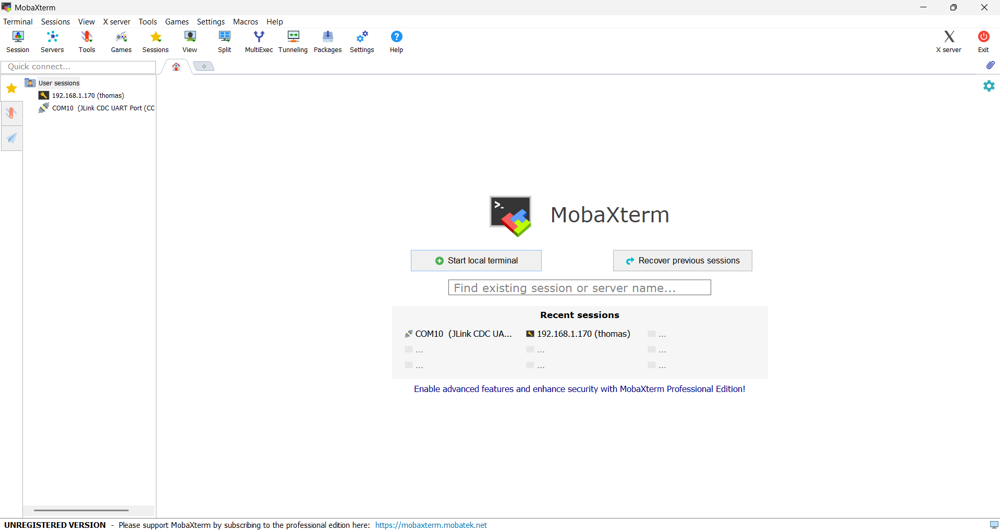 MobaXterm
Terminal Sessions View X server Tools Games Settings Macros Help
Session Servers Tools Games Sessions View Split MultiExec Tunneling Packages Settings Help X server Exit
Quick connect...
User sessions
192.168.1.170 (thomas)
COM10 (JLink CDC UART Port (CO
>_
MobaXterm
Start local terminal Recover previous sessions
Find existing session or server name...
Recent sessions
COM10 (JLink CDC UA... 192.168.1.170 (thomas) ...
... ... ...
... ... ...
Enable advanced features and enhance security with MobaXterm Professional Edition!
UNREGISTERED VERSION - Please support MobaXterm by subscribing to the professional edition here: https://mobaxterm.mobatek.net